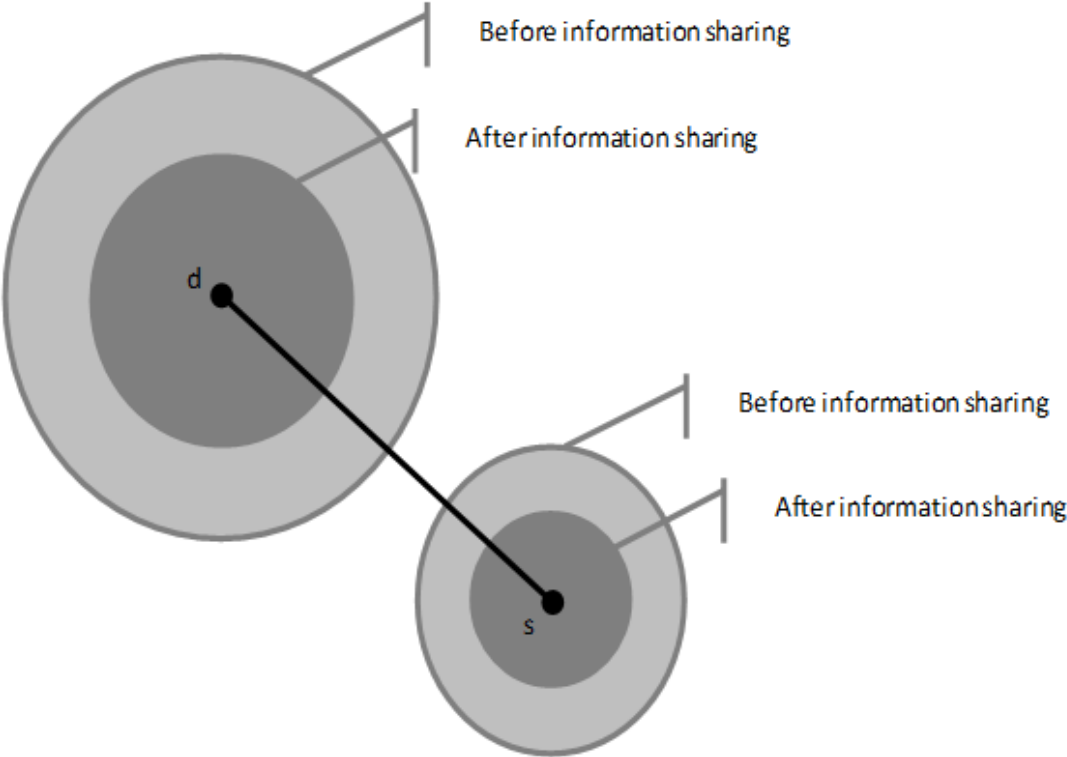 Before information sharing
After information sharing
d
Before information sharing
After information sharing
s